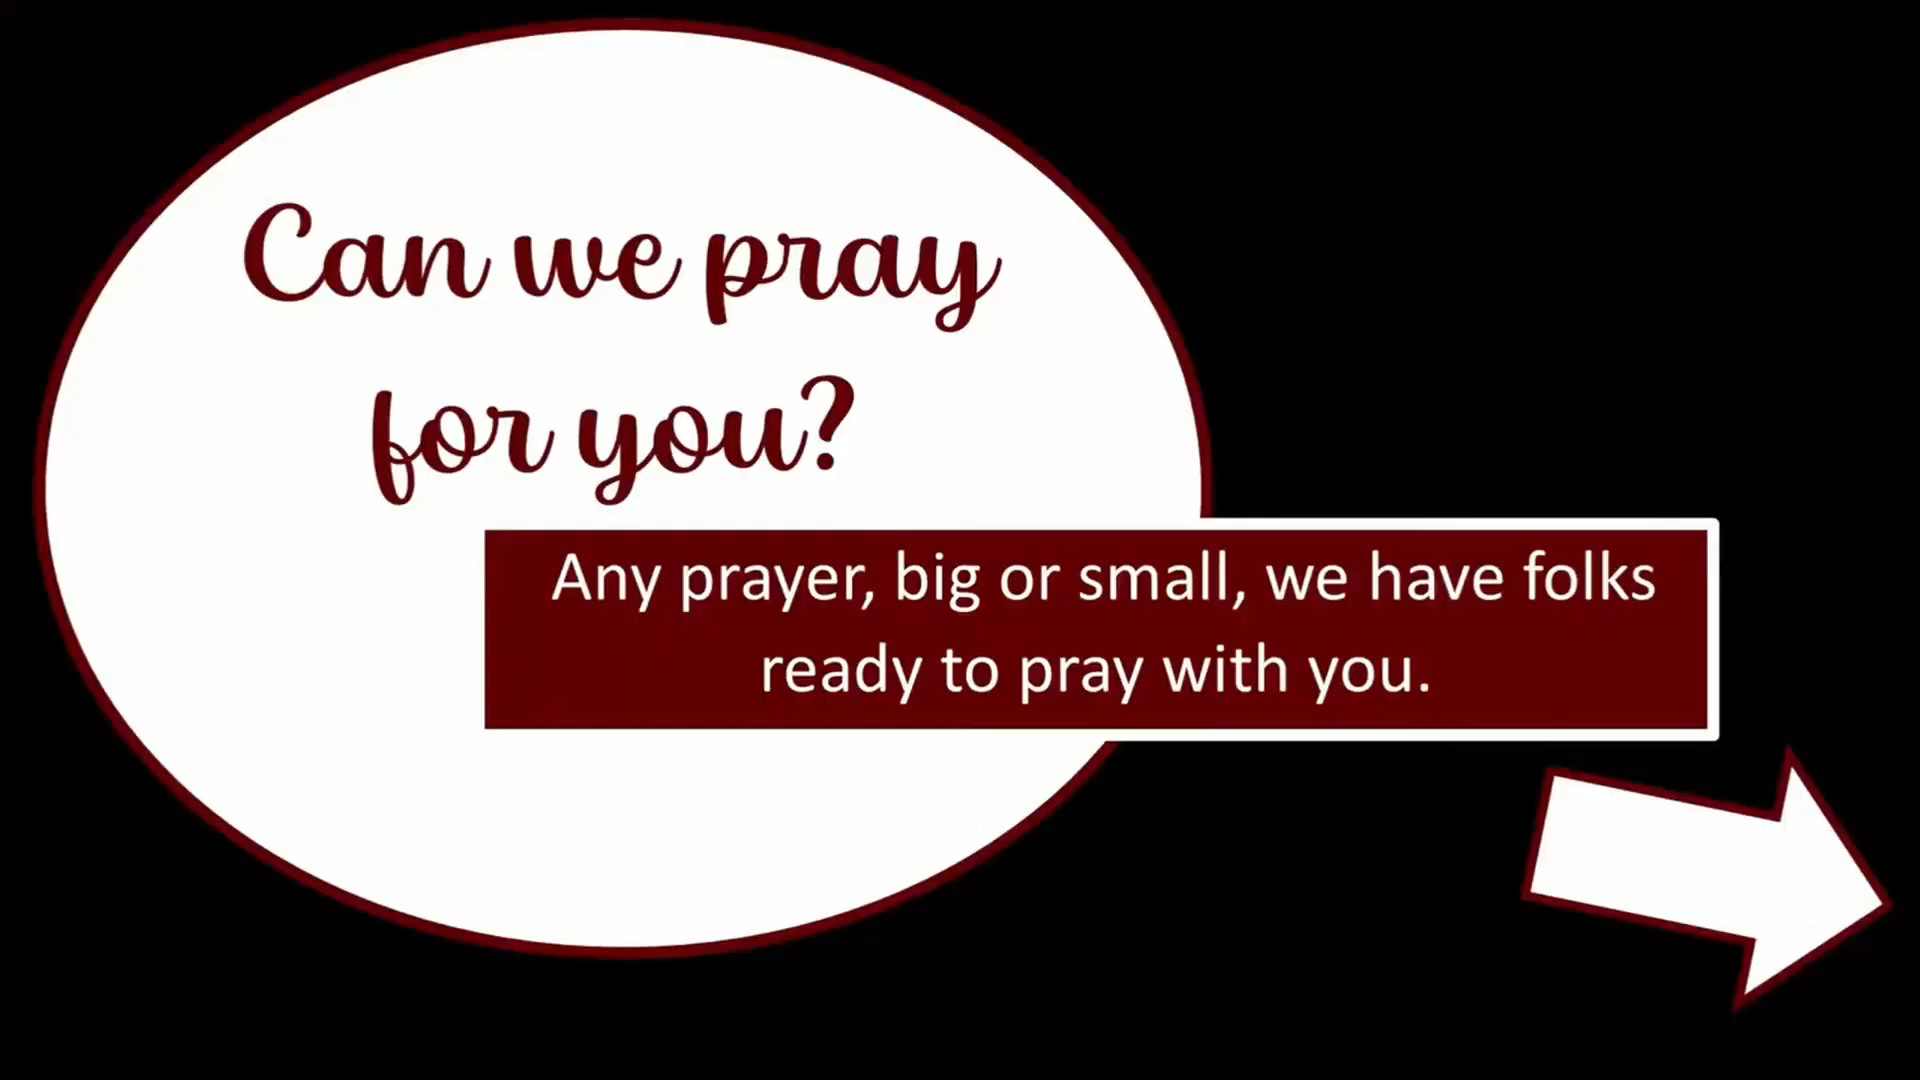 Can we pray
for you?
Any prayer, big or small, we have folks
ready to pray with you.